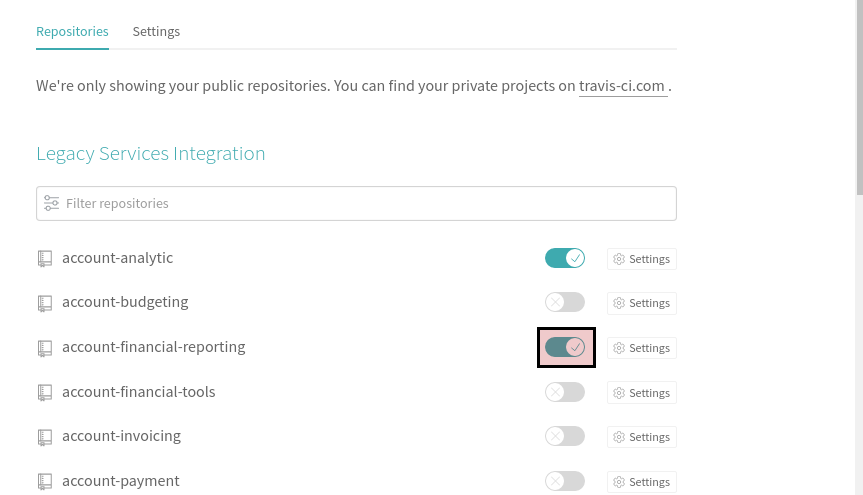 Repositories Settings
We're only showing your public repositories. You can find your private projects on travis-ci.com .
Legacy Services Integration
Filter repositories
account-analytic Settings
account-budgeting Settings
account-financial-reporting Settings
account-financial-tools Settings
account-invoicing Settings
account-payment Settings